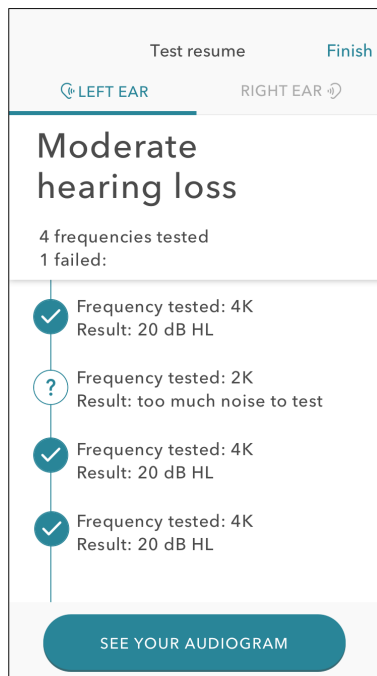 Test resume
Finish
LEFT EAR
RIGHT EAR
Moderate
hearing loss
4 frequencies tested
1 failed:
Frequency tested: 4K
Result: 20 dB HL
?
Frequency tested: 2K
Result: too much noise to test
Frequency tested: 4K
Result: 20 dB HL
Frequency tested: 4K
Result: 20 dB HL
SEE YOUR AUDIOGRAM